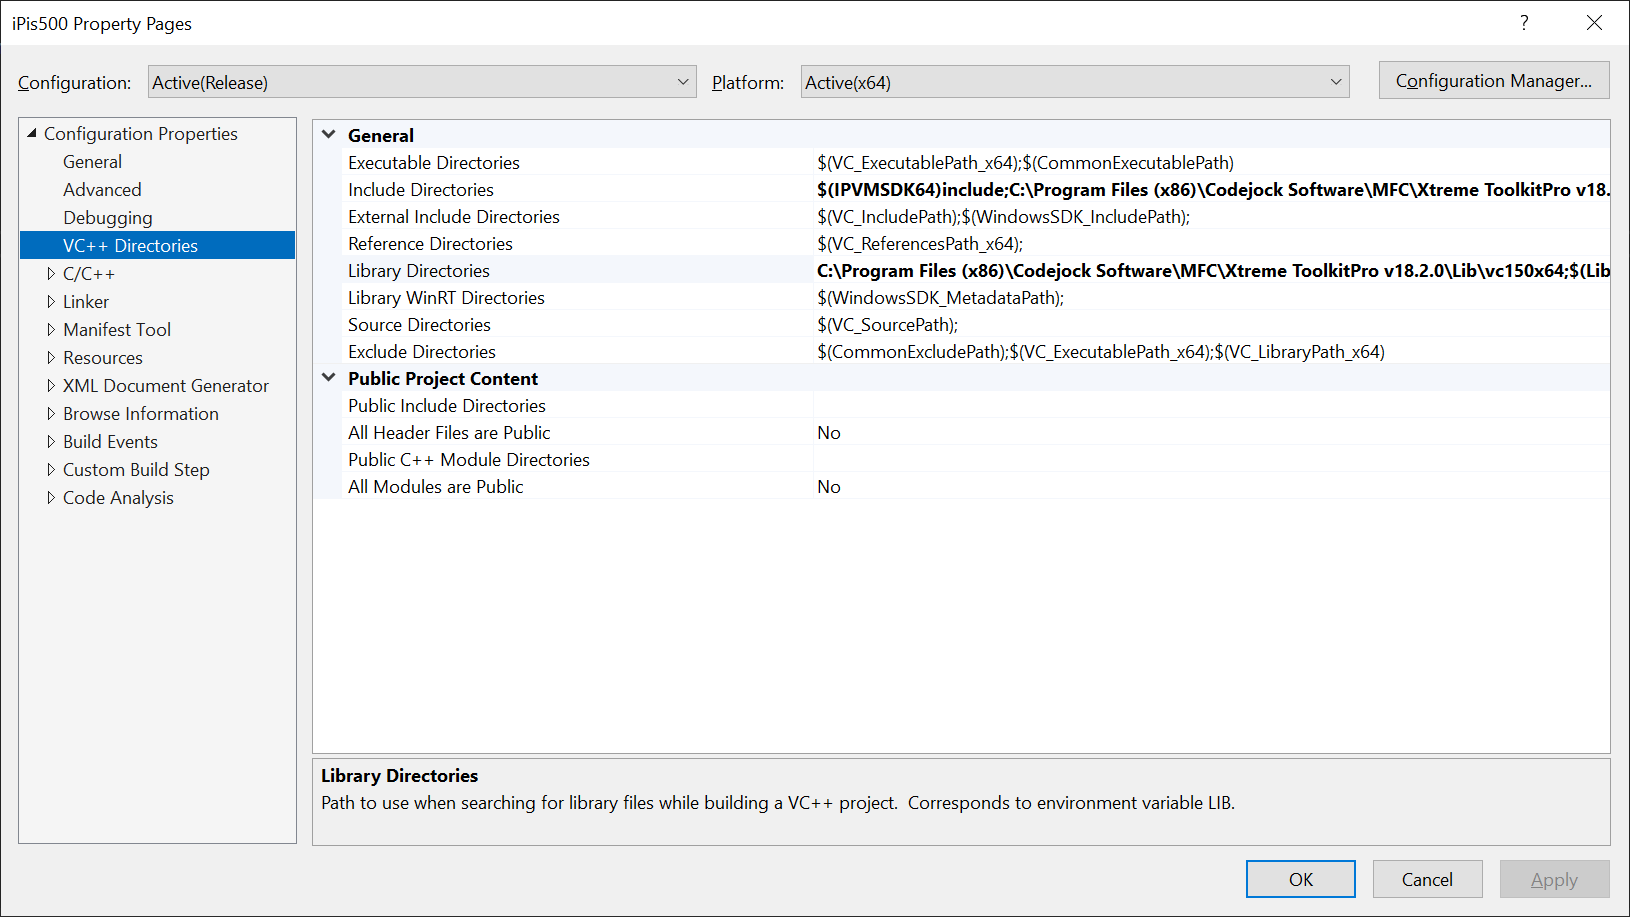 iPis500 Property Pages
?
Configuration: Active(Release) Platform: Active(x64) Configuration Manager...
Configuration Properties
General
Advanced
Debugging
VC++ Directories
C/C++
Linker
Manifest Tool
Resources
XML Document Generator
Browse Information
Build Events
Custom Build Step
Code Analysis
General
Executable Directories $(VC_ExecutablePath_x64);$(CommonExecutablePath)
Include Directories $(IPVMSDK64)include;C:\Program Files (x86)\Codejock Software\MFC\Xtreme ToolkitPro v18.
External Include Directories $(VC_IncludePath);$(WindowsSDK_IncludePath);
Reference Directories $(VC_ReferencesPath_x64);
Library Directories C:\Program Files (x86)\Codejock Software\MFC\Xtreme ToolkitPro v18.2.0\Lib\vc150x64;$(Lib
Library WinRT Directories $(WindowsSDK_MetadataPath);
Source Directories $(VC_SourcePath);
Exclude Directories $(CommonExcludePath);$(VC_ExecutablePath_x64);$(VC_LibraryPath_x64)
Public Project Content
Public Include Directories
All Header Files are Public No
Public C++ Module Directories
All Modules are Public No
Library Directories
Path to use when searching for library files while building a VC++ project.  Corresponds to environment variable LIB.
OK Cancel Apply